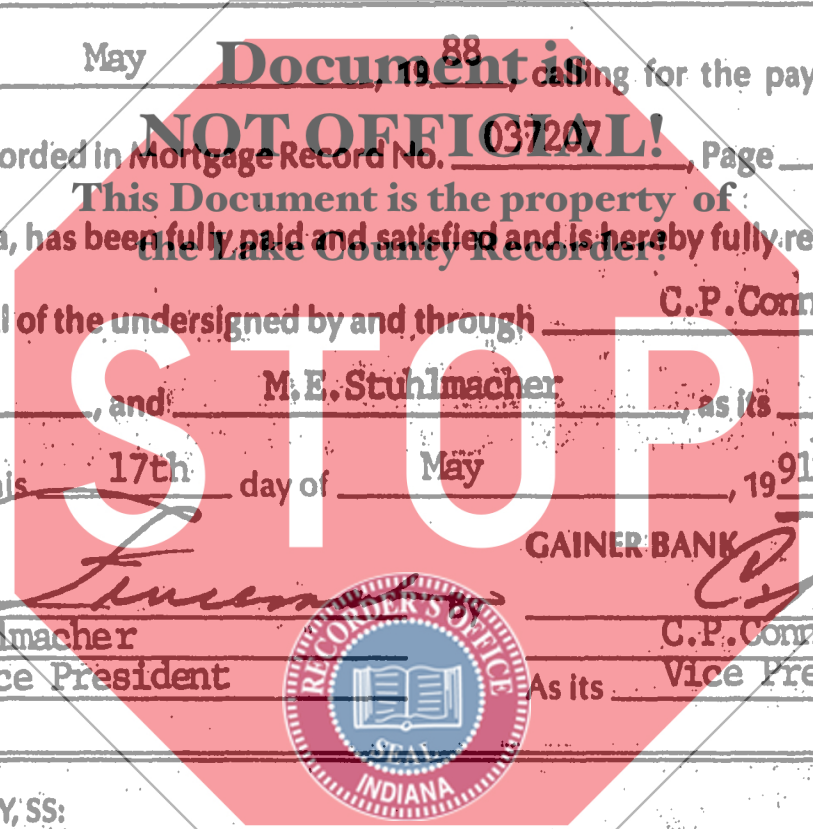 May Document is , 19 88 , calling for the pay
NOT OFFICIAL!
orded in Mortgage Record No. 037207 , Page
This Document is the property of
a, has been fully paid and satisfied and is hereby fully re
the Lake County Recorder!
l of the undersigned by and through C.P.Conn
STOP
, and M.E.Stuhlmacher , as its
is 17th day of May , 19 91
GAINER BANK
RECORDER'S OFFICE
lmacher C.P.Conn
ce President As its Vice Pre
SEAL
INDIANA
Y, SS: